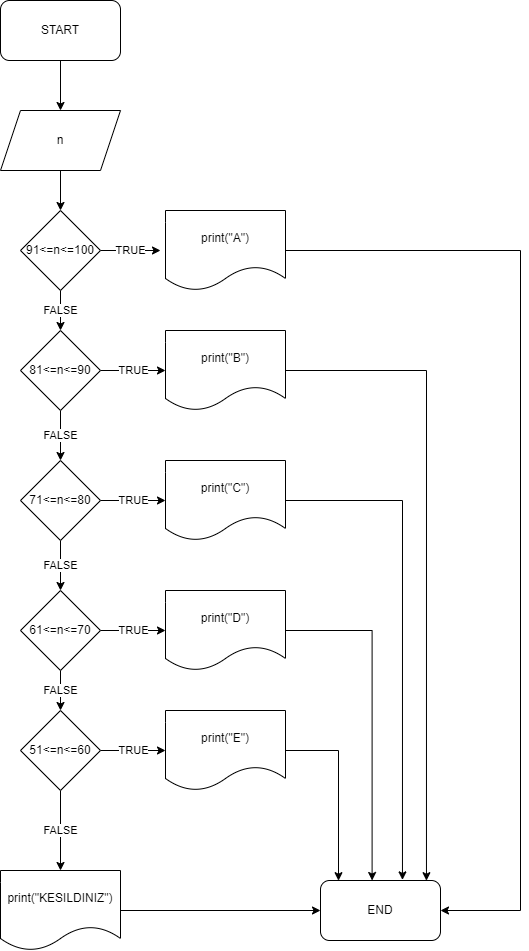 START
n
91<=n<=100
TRUE
print("A")
FALSE
81<=n<=90
TRUE
print("B")
FALSE
71<=n<=80
TRUE
print("C")
FALSE
61<=n<=70
TRUE
print("D")
FALSE
51<=n<=60
TRUE
print("E")
FALSE
print("KESILDINIZ")
END